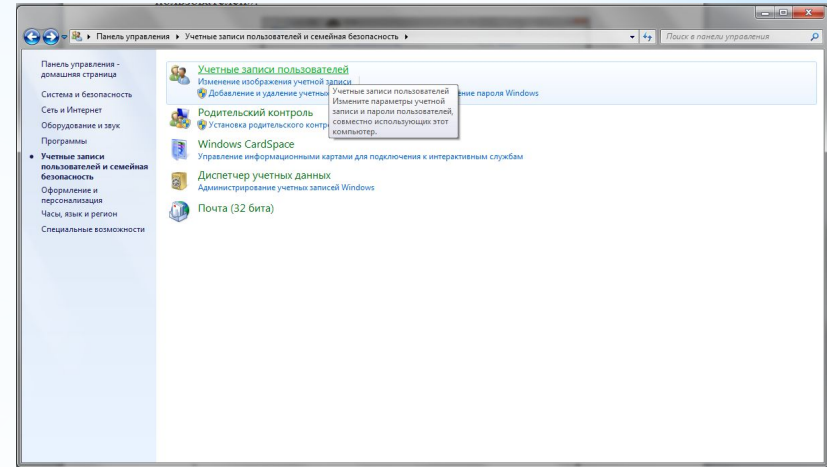 Панель управления ▸ Учетные записи пользователей и семейная безопасность ▸
Поиск в панели управления
Панель управления -
домашняя страница
Система и безопасность
Сеть и Интернет
Оборудование и звук
Программы
Учетные записи
пользователей и семейная
безопасность
Оформление и
персонализация
Часы, язык и регион
Специальные возможности
Учетные записи пользователей
Изменение изображения учетной записи
Добавление и удаление учетных
ение пароля Windows
Учетные записи пользователей
Измените параметры учетной
записи и пароли пользователей,
совместно использующих этот
компьютер.
Родительский контроль
Установка родительского контр
Windows CardSpace
Управление информационными картами для подключения к интерактивным службам
Диспетчер учетных данных
Администрирование учетных записей Windows
Почта (32 бита)